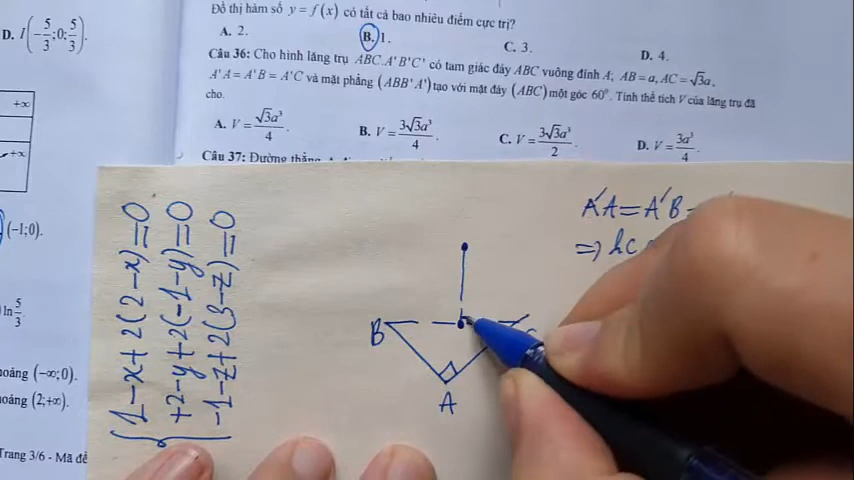 Đồ thị hàm số y = f(x) có tất cả bao nhiêu điểm cực trị?
A. 2.
B. 1.
C. 3.
D. 4.
Câu 36: Cho hình lăng trụ ABC.A'B'C' có tam giác đáy ABC vuông đỉnh A; AB = a, AC = √3a,
A'A = A'B = A'C và mặt phẳng (ABB'A') tạo với mặt đáy (ABC) một góc 60°. Tính thể tích V của lăng trụ đã
cho.
A. V = √3a³/4.
B. V = 3√3a³/4.
C. V = 3√3a³/2.
D. V = 3a³/4.
Câu 37: Đường thẳng
D. I(-5/3;0;5/3).
+∞
+∞
(-1;0).
ln 5/3.
(-∞;0).
(2;+∞).
Trang 3/6 - Mã đề
1-x+2(2-x)=0
+2-y+2(-1-y)=0
-1-z+2(3-z)=0
A'A=A'B=
⇒ hc
B
A